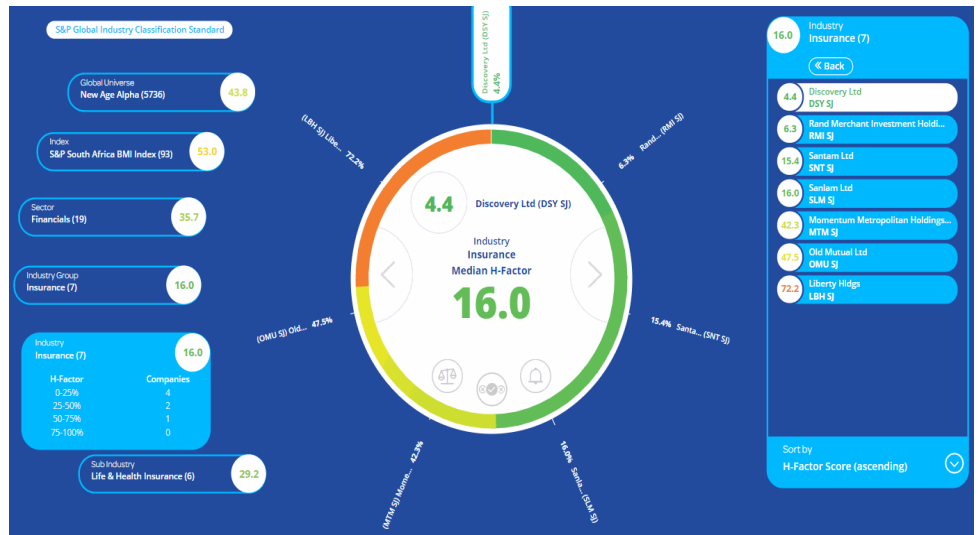 S&P Global Industry Classification Standard
Global Universe
New Age Alpha (5736)
43.8
Index
S&P South Africa BMI Index (93)
53.0
Sector
Financials (19)
35.7
Industry Group
Insurance (7)
16.0
Industry
Insurance (7)
16.0
H-Factor Companies
0-25% 4
25-50% 2
50-75% 1
75-100% 0
Sub Industry
Life & Health Insurance (6)
29.2
Discovery Ltd (DSY SJ)
4.4%
6.3% Rand... (RMI SJ)
15.4% Santa... (SNT SJ)
16.0% Sanla... (SLM SJ)
(MTM SJ) Mome... 42.3%
(OMU SJ) Old... 47.5%
(LBH SJ) Libe... 72.2%
4.4 Discovery Ltd (DSY SJ)
Industry
Insurance
Median H-Factor
16.0
16.0
Industry
Insurance (7)
Back
4.4
Discovery Ltd
DSY SJ
6.3
Rand Merchant Investment Holdi...
RMI SJ
15.4
Santam Ltd
SNT SJ
16.0
Sanlam Ltd
SLM SJ
42.3
Momentum Metropolitan Holdings...
MTM SJ
47.5
Old Mutual Ltd
OMU SJ
72.2
Liberty Hldgs
LBH SJ
Sort by
H-Factor Score (ascending)